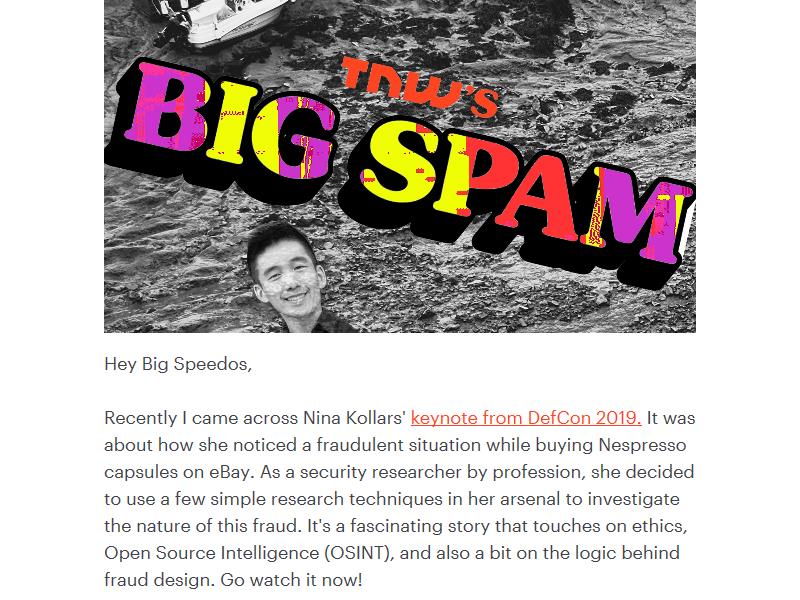 TNW'S
BIG SPAM
Hey Big Speedos,
Recently I came across Nina Kollars' keynote from DefCon 2019. It was
about how she noticed a fraudulent situation while buying Nespresso
capsules on eBay. As a security researcher by profession, she decided
to use a few simple research techniques in her arsenal to investigate
the nature of this fraud. It's a fascinating story that touches on ethics,
Open Source Intelligence (OSINT), and also a bit on the logic behind
fraud design. Go watch it now!